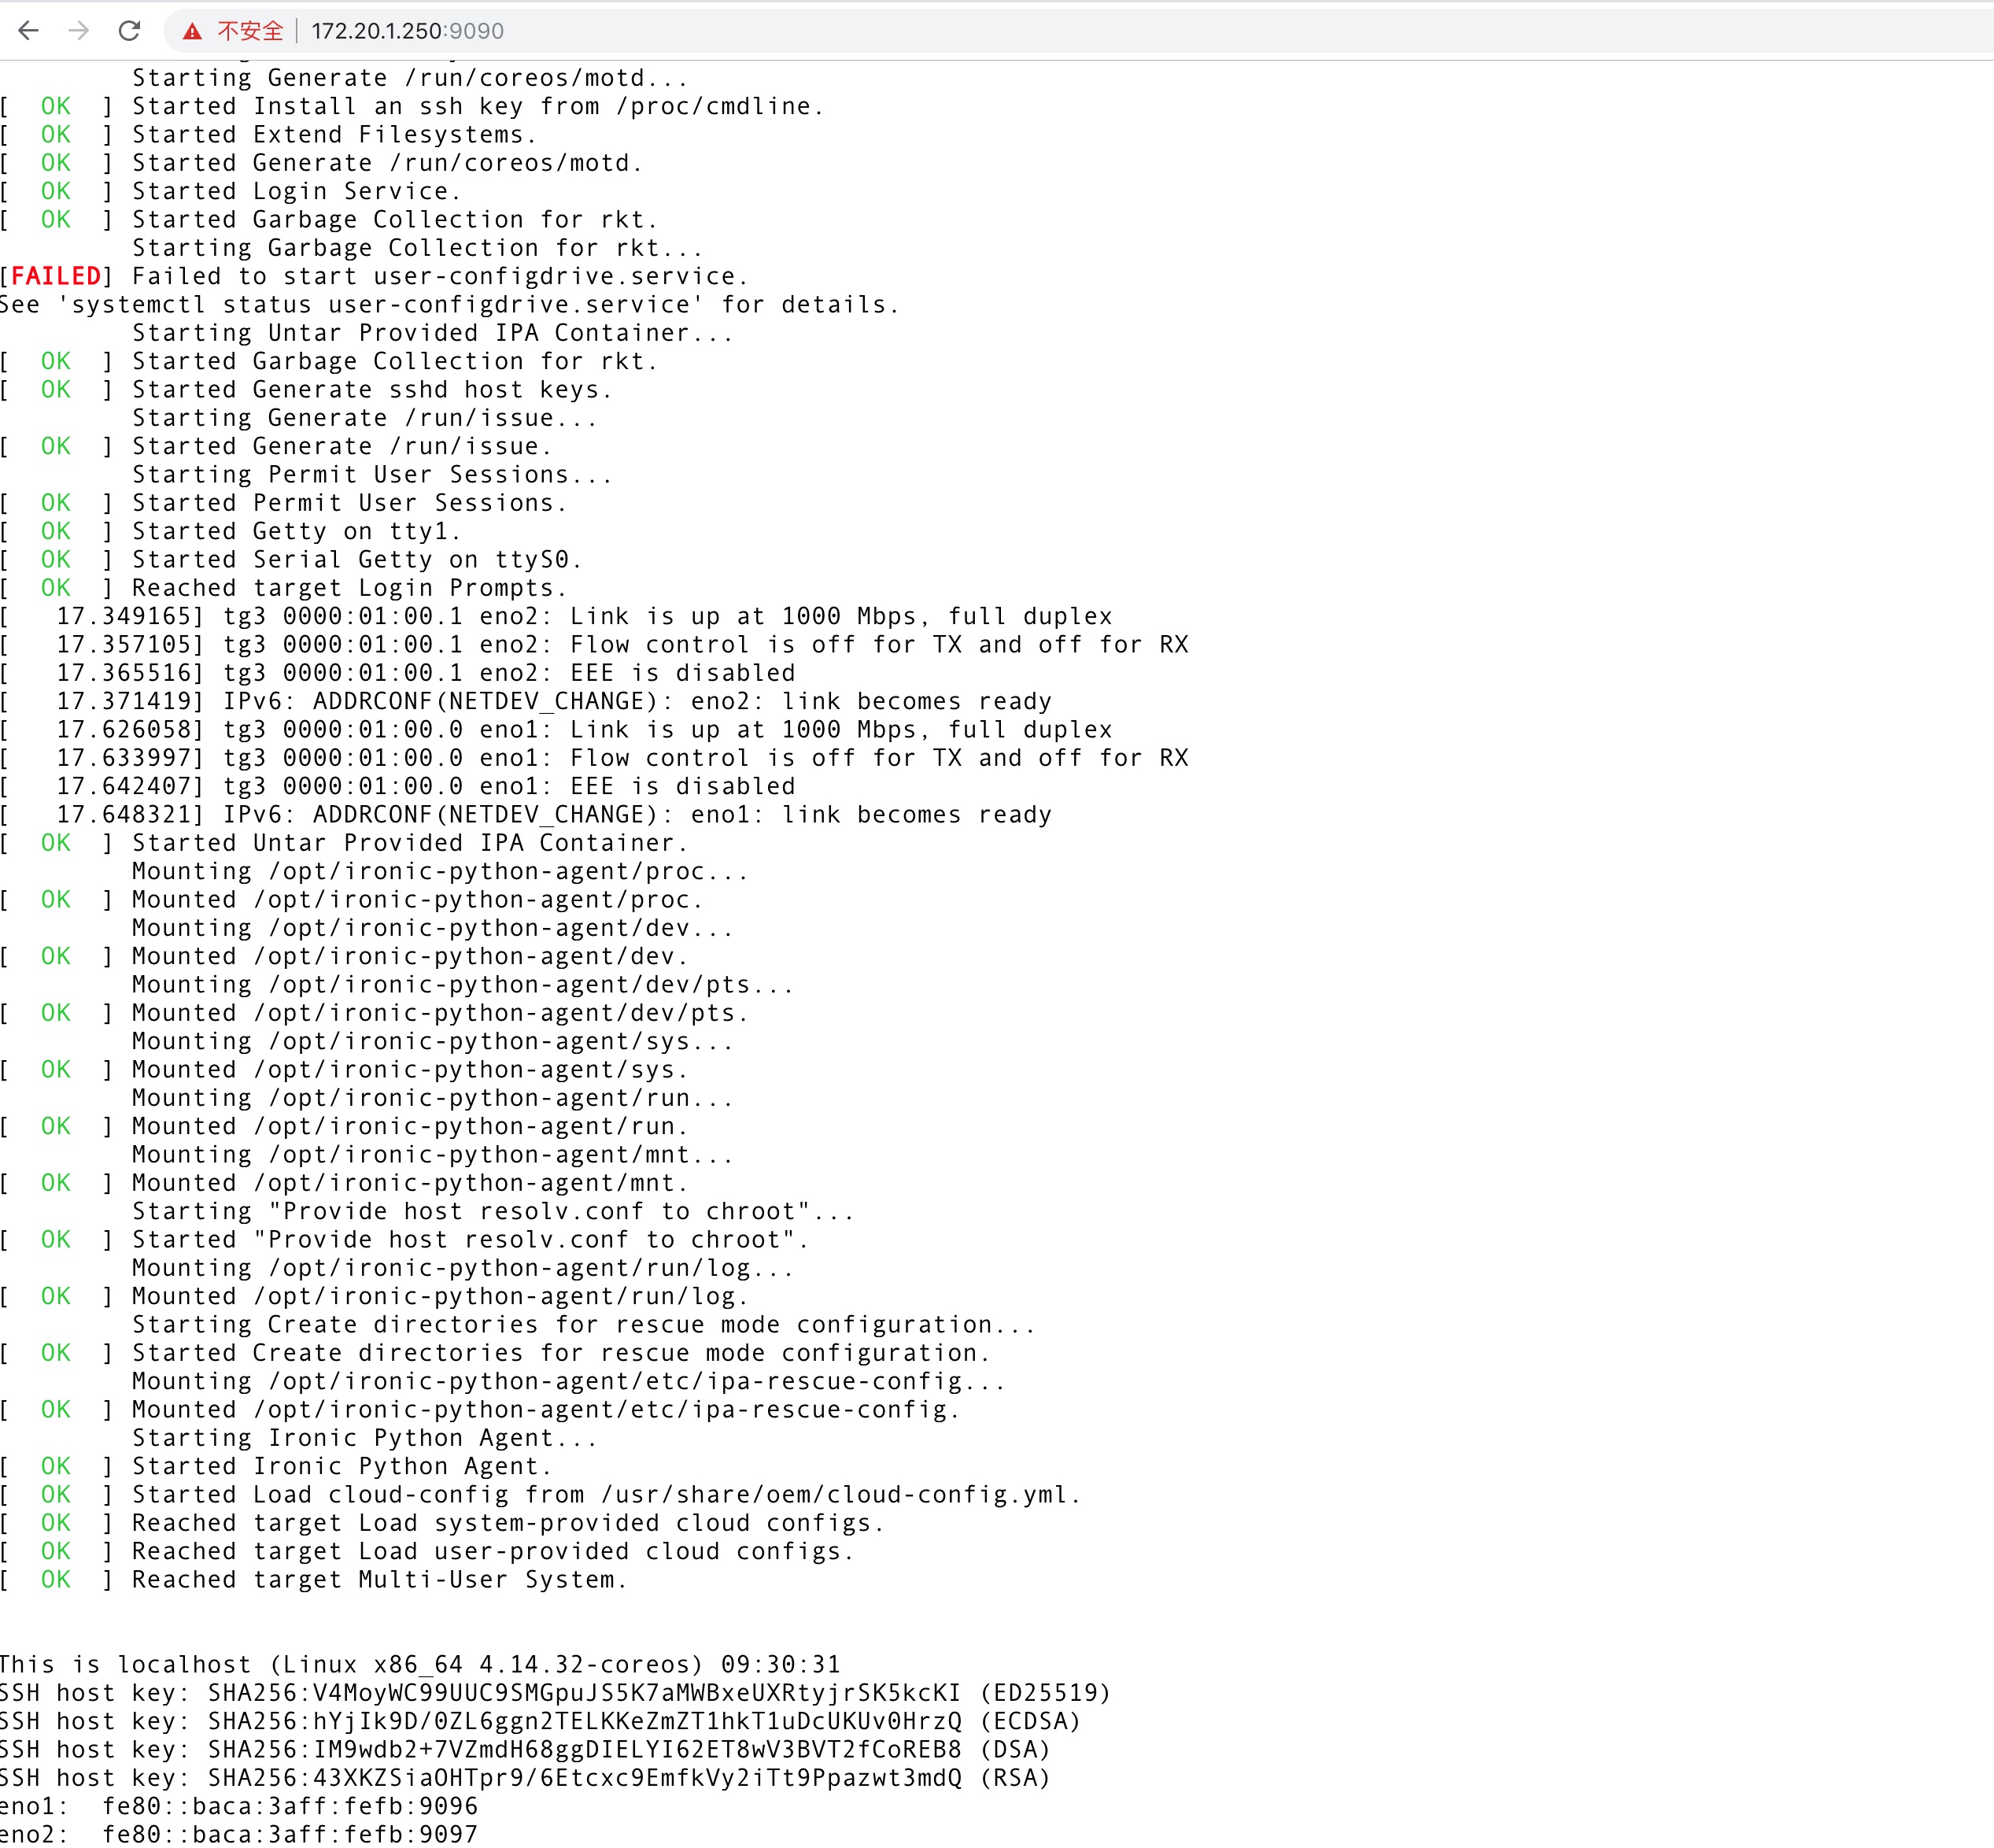 不安全 172.20.1.250:9090
Starting Generate /run/coreos/motd...
[  OK  ] Started Install an ssh key from /proc/cmdline.
[  OK  ] Started Extend Filesystems.
[  OK  ] Started Generate /run/coreos/motd.
[  OK  ] Started Login Service.
[  OK  ] Started Garbage Collection for rkt.
Starting Garbage Collection for rkt...
[FAILED] Failed to start user-configdrive.service.
See 'systemctl status user-configdrive.service' for details.
Starting Untar Provided IPA Container...
[  OK  ] Started Garbage Collection for rkt.
[  OK  ] Started Generate sshd host keys.
Starting Generate /run/issue...
[  OK  ] Started Generate /run/issue.
Starting Permit User Sessions...
[  OK  ] Started Permit User Sessions.
[  OK  ] Started Getty on tty1.
[  OK  ] Started Serial Getty on ttyS0.
[  OK  ] Reached target Login Prompts.
[   17.349165] tg3 0000:01:00.1 eno2: Link is up at 1000 Mbps, full duplex
[   17.357105] tg3 0000:01:00.1 eno2: Flow control is off for TX and off for RX
[   17.365516] tg3 0000:01:00.1 eno2: EEE is disabled
[   17.371419] IPv6: ADDRCONF(NETDEV_CHANGE): eno2: link becomes ready
[   17.626058] tg3 0000:01:00.0 eno1: Link is up at 1000 Mbps, full duplex
[   17.633997] tg3 0000:01:00.0 eno1: Flow control is off for TX and off for RX
[   17.642407] tg3 0000:01:00.0 eno1: EEE is disabled
[   17.648321] IPv6: ADDRCONF(NETDEV_CHANGE): eno1: link becomes ready
[  OK  ] Started Untar Provided IPA Container.
Mounting /opt/ironic-python-agent/proc...
[  OK  ] Mounted /opt/ironic-python-agent/proc.
Mounting /opt/ironic-python-agent/dev...
[  OK  ] Mounted /opt/ironic-python-agent/dev.
Mounting /opt/ironic-python-agent/dev/pts...
[  OK  ] Mounted /opt/ironic-python-agent/dev/pts.
Mounting /opt/ironic-python-agent/sys...
[  OK  ] Mounted /opt/ironic-python-agent/sys.
Mounting /opt/ironic-python-agent/run...
[  OK  ] Mounted /opt/ironic-python-agent/run.
Mounting /opt/ironic-python-agent/mnt...
[  OK  ] Mounted /opt/ironic-python-agent/mnt.
Starting "Provide host resolv.conf to chroot"...
[  OK  ] Started "Provide host resolv.conf to chroot".
Mounting /opt/ironic-python-agent/run/log...
[  OK  ] Mounted /opt/ironic-python-agent/run/log.
Starting Create directories for rescue mode configuration...
[  OK  ] Started Create directories for rescue mode configuration.
Mounting /opt/ironic-python-agent/etc/ipa-rescue-config...
[  OK  ] Mounted /opt/ironic-python-agent/etc/ipa-rescue-config.
Starting Ironic Python Agent...
[  OK  ] Started Ironic Python Agent.
[  OK  ] Started Load cloud-config from /usr/share/oem/cloud-config.yml.
[  OK  ] Reached target Load system-provided cloud configs.
[  OK  ] Reached target Load user-provided cloud configs.
[  OK  ] Reached target Multi-User System.
This is localhost (Linux x86_64 4.14.32-coreos) 09:30:31
SSH host key: SHA256:V4MoyWC99UUC9SMGpuJS5K7aMWBxeUXRtyjrSK5kcKI (ED25519)
SSH host key: SHA256:hYjIk9D/0ZL6ggn2TELKKeZmZT1hkT1uDcUKUv0HrzQ (ECDSA)
SSH host key: SHA256:IM9wdb2+7VZmdH68ggDIELYI62ET8wV3BVT2fCoREB8 (DSA)
SSH host key: SHA256:43XKZSiaOHTpr9/6Etcxc9EmfkVy2iTt9Ppazwt3mdQ (RSA)
eno1:  fe80::baca:3aff:fefb:9096
eno2:  fe80::baca:3aff:fefb:9097